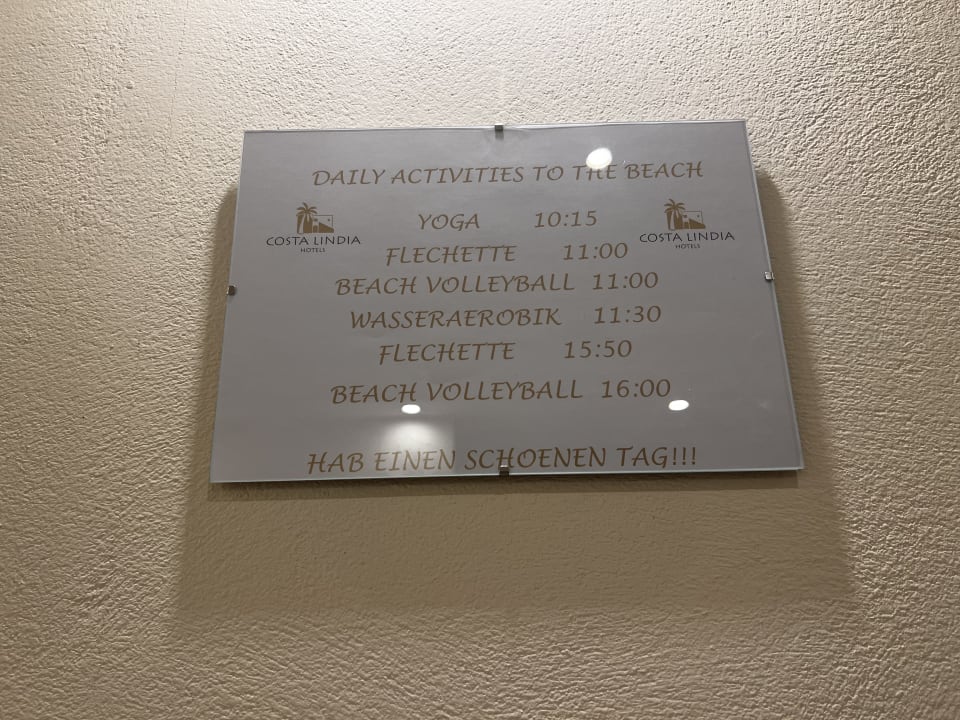 DAILY ACTIVITIES TO THE BEACH
COSTA LINDIA
HOTELS
YOGA 10:15
COSTA LINDIA
HOTELS
FLECHETTE 11:00
BEACH VOLLEYBALL 11:00
WASSERAEROBIK 11:30
FLECHETTE 15:50
BEACH VOLLEYBALL 16:00
HAB EINEN SCHOENEN TAG!!!